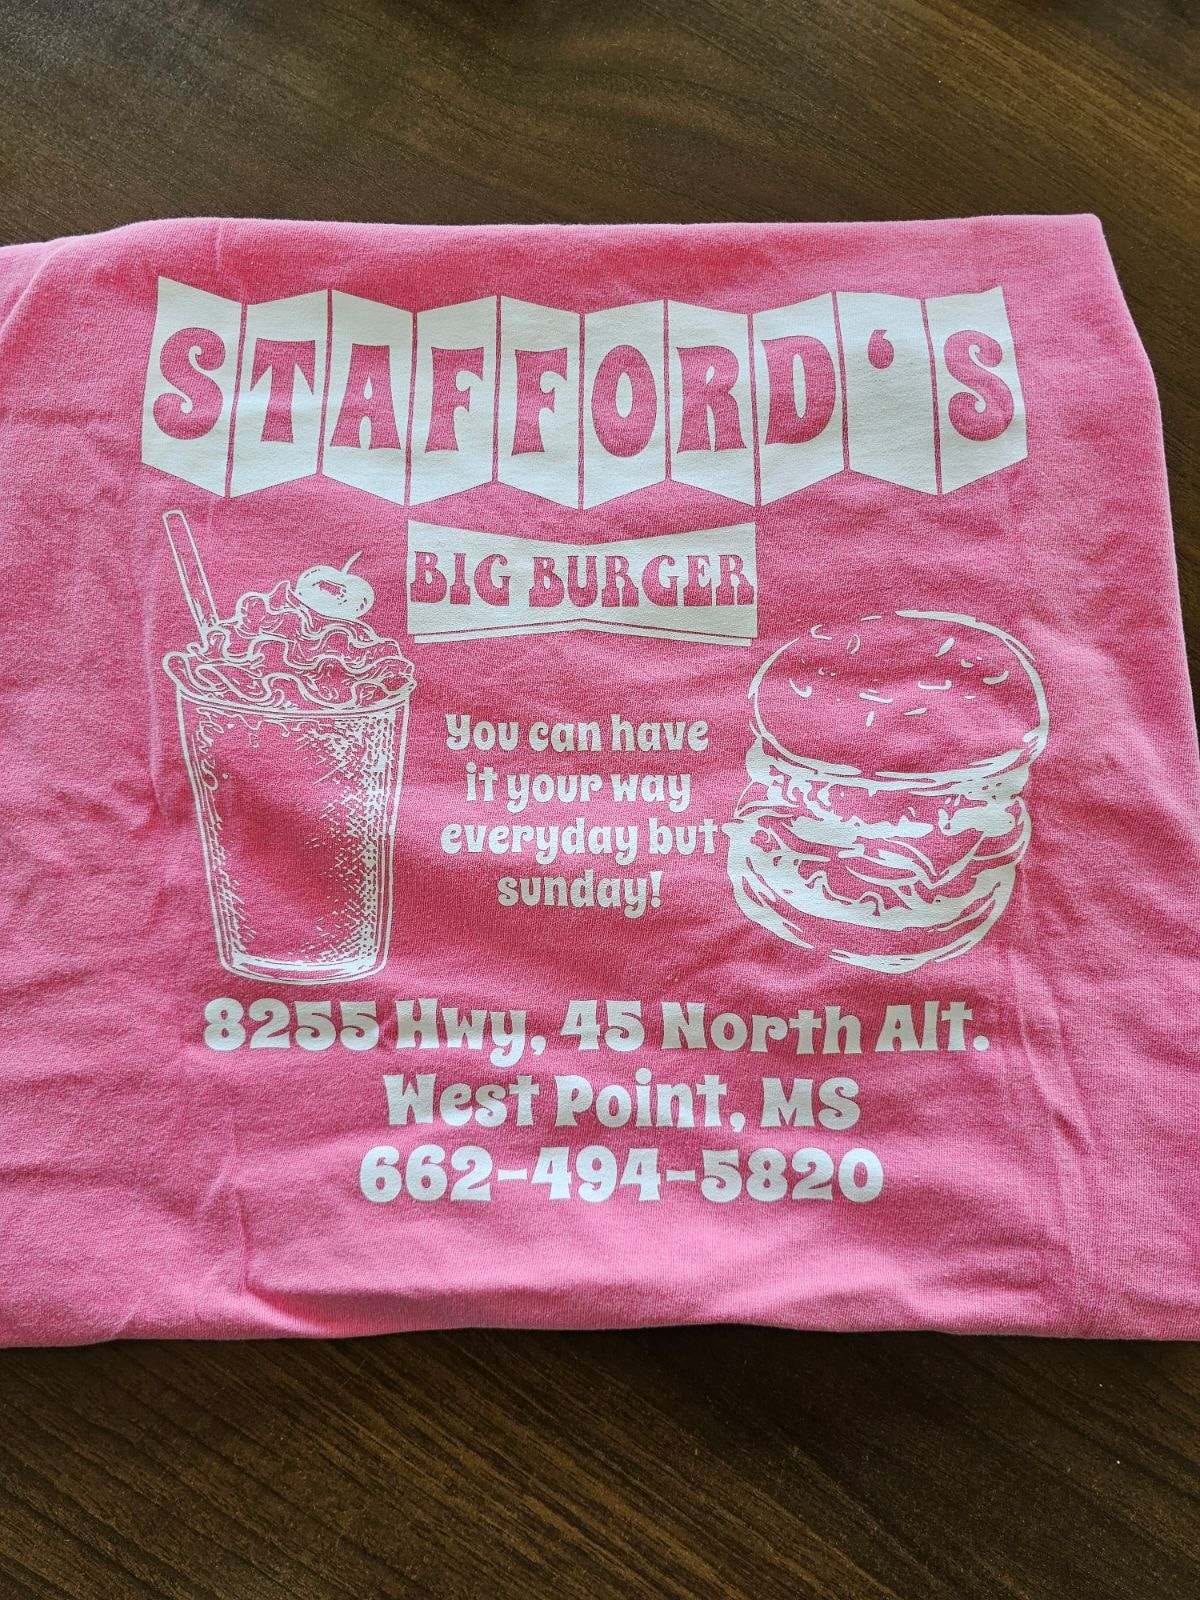 STAFFORD'S
BIG BURGER
You can have
it your way
everyday but
sunday!
8255 Hwy, 45 North Alt.
West Point, MS
662-494-5820